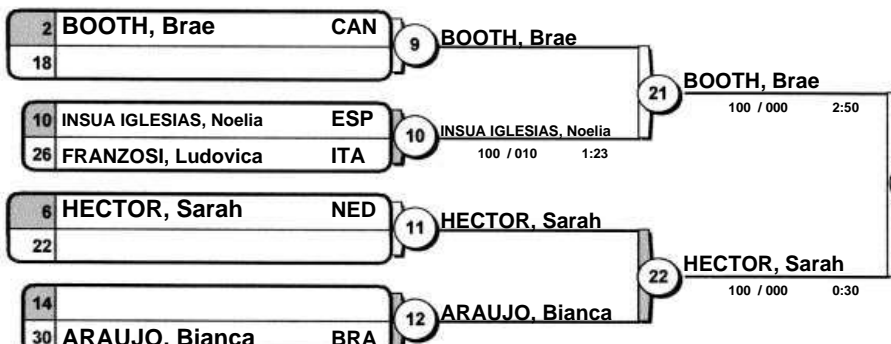 2 BOOTH, Brae CAN
18
9
BOOTH, Brae
10 INSUA IGLESIAS, Noelia ESP
26 FRANZOSI, Ludovica ITA
10
INSUA IGLESIAS, Noelia
100 / 010 1:23
21
BOOTH, Brae
100 / 000 2:50
6 HECTOR, Sarah NED
22
11
HECTOR, Sarah
14
30 ARAUJO, Bianca BRA
12
ARAUJO, Bianca
22
HECTOR, Sarah
100 / 000 0:30